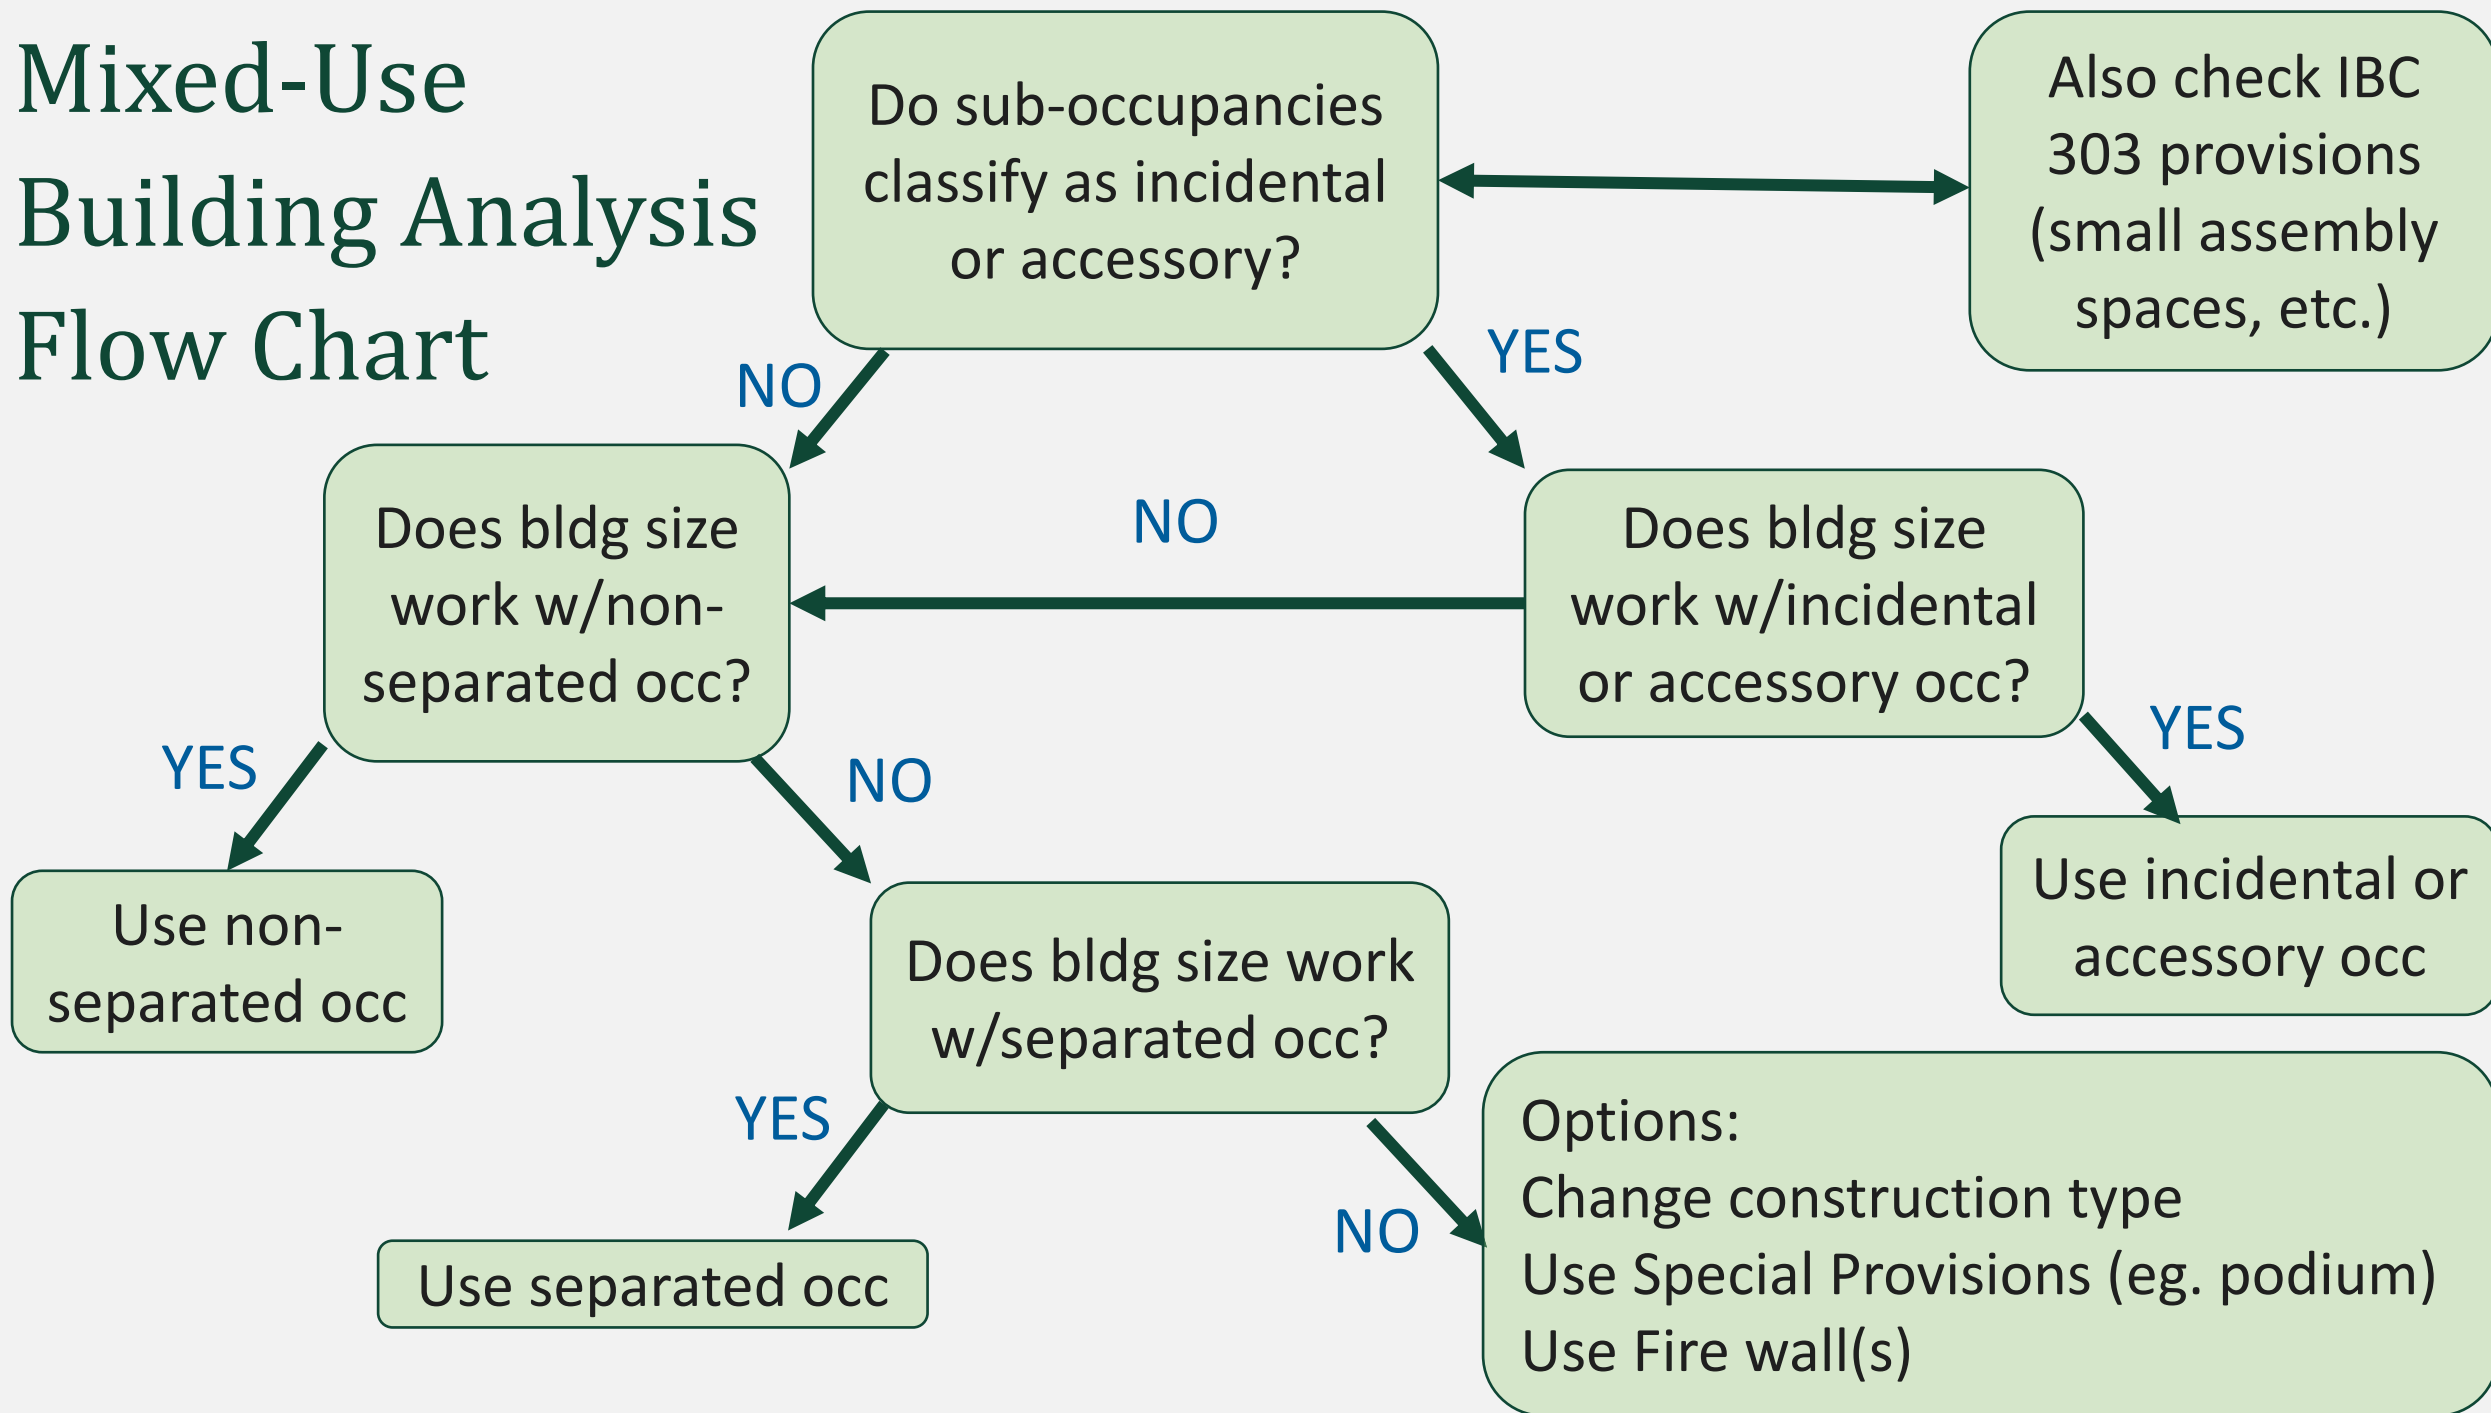 Mixed-Use
Building Analysis
Flow Chart
Do sub-occupancies
classify as incidental
or accessory?
Also check IBC
303 provisions
(small assembly
spaces, etc.)
NO
YES
Does bldg size
work w/non-
separated occ?
NO
Does bldg size
work w/incidental
or accessory occ?
YES
NO
YES
Use non-
separated occ
Does bldg size work
w/separated occ?
Use incidental or
accessory occ
YES
NO
Use separated occ
Options:
Change construction type
Use Special Provisions (eg. podium)
Use Fire wall(s)